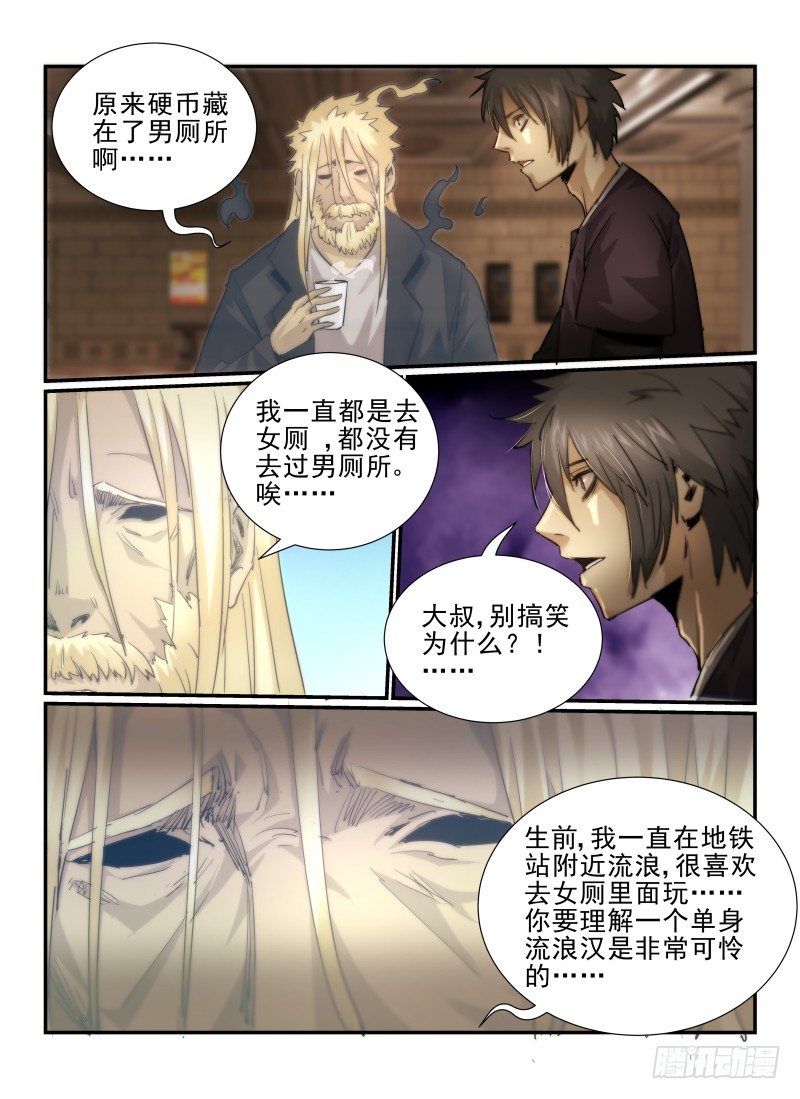 原来硬币藏
在了男厕所
啊……
我一直都是去
女厕，都没有
去过男厕所。
唉……
大叔,别搞笑
为什么？！
……
生前,我一直在地铁
站附近流浪,很喜欢
去女厕里面玩……
你要理解一个单身
流浪汉是非常可怜
的……
腾讯动漫